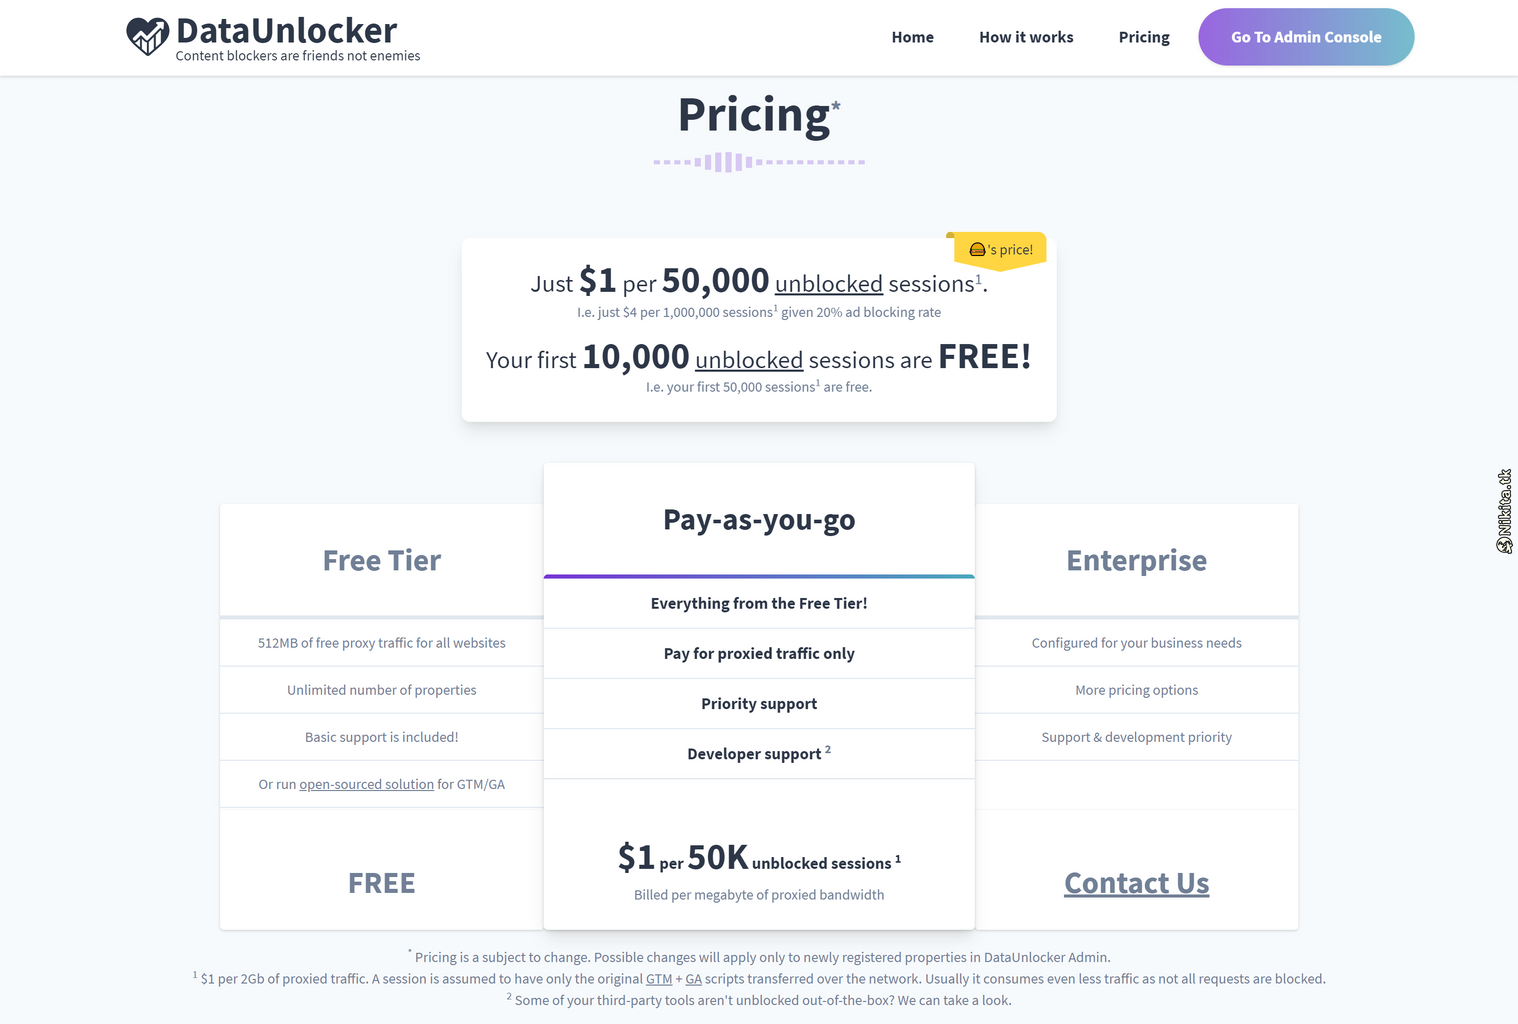 DataUnlocker
Content blockers are friends not enemies
Home
How it works
Pricing
Go To Admin Console
Pricing*
🍔's price!
Just $1 per 50,000 unblocked sessions¹.
I.e. just $4 per 1,000,000 sessions¹ given 20% ad blocking rate
Your first 10,000 unblocked sessions are FREE!
I.e. your first 50,000 sessions¹ are free.
Free Tier
512MB of free proxy traffic for all websites
Unlimited number of properties
Basic support is included!
Or run open-sourced solution for GTM/GA
FREE
Pay-as-you-go
Everything from the Free Tier!
Pay for proxied traffic only
Priority support
Developer support ²
$1 per 50K unblocked sessions ¹
Billed per megabyte of proxied bandwidth
Enterprise
Configured for your business needs
More pricing options
Support & development priority
Contact Us
* Pricing is a subject to change. Possible changes will apply only to newly registered properties in DataUnlocker Admin.
¹ $1 per 2Gb of proxied traffic. A session is assumed to have only the original GTM + GA scripts transferred over the network. Usually it consumes even less traffic as not all requests are blocked.
² Some of your third-party tools aren't unblocked out-of-the-box? We can take a look.
Nikita.tk